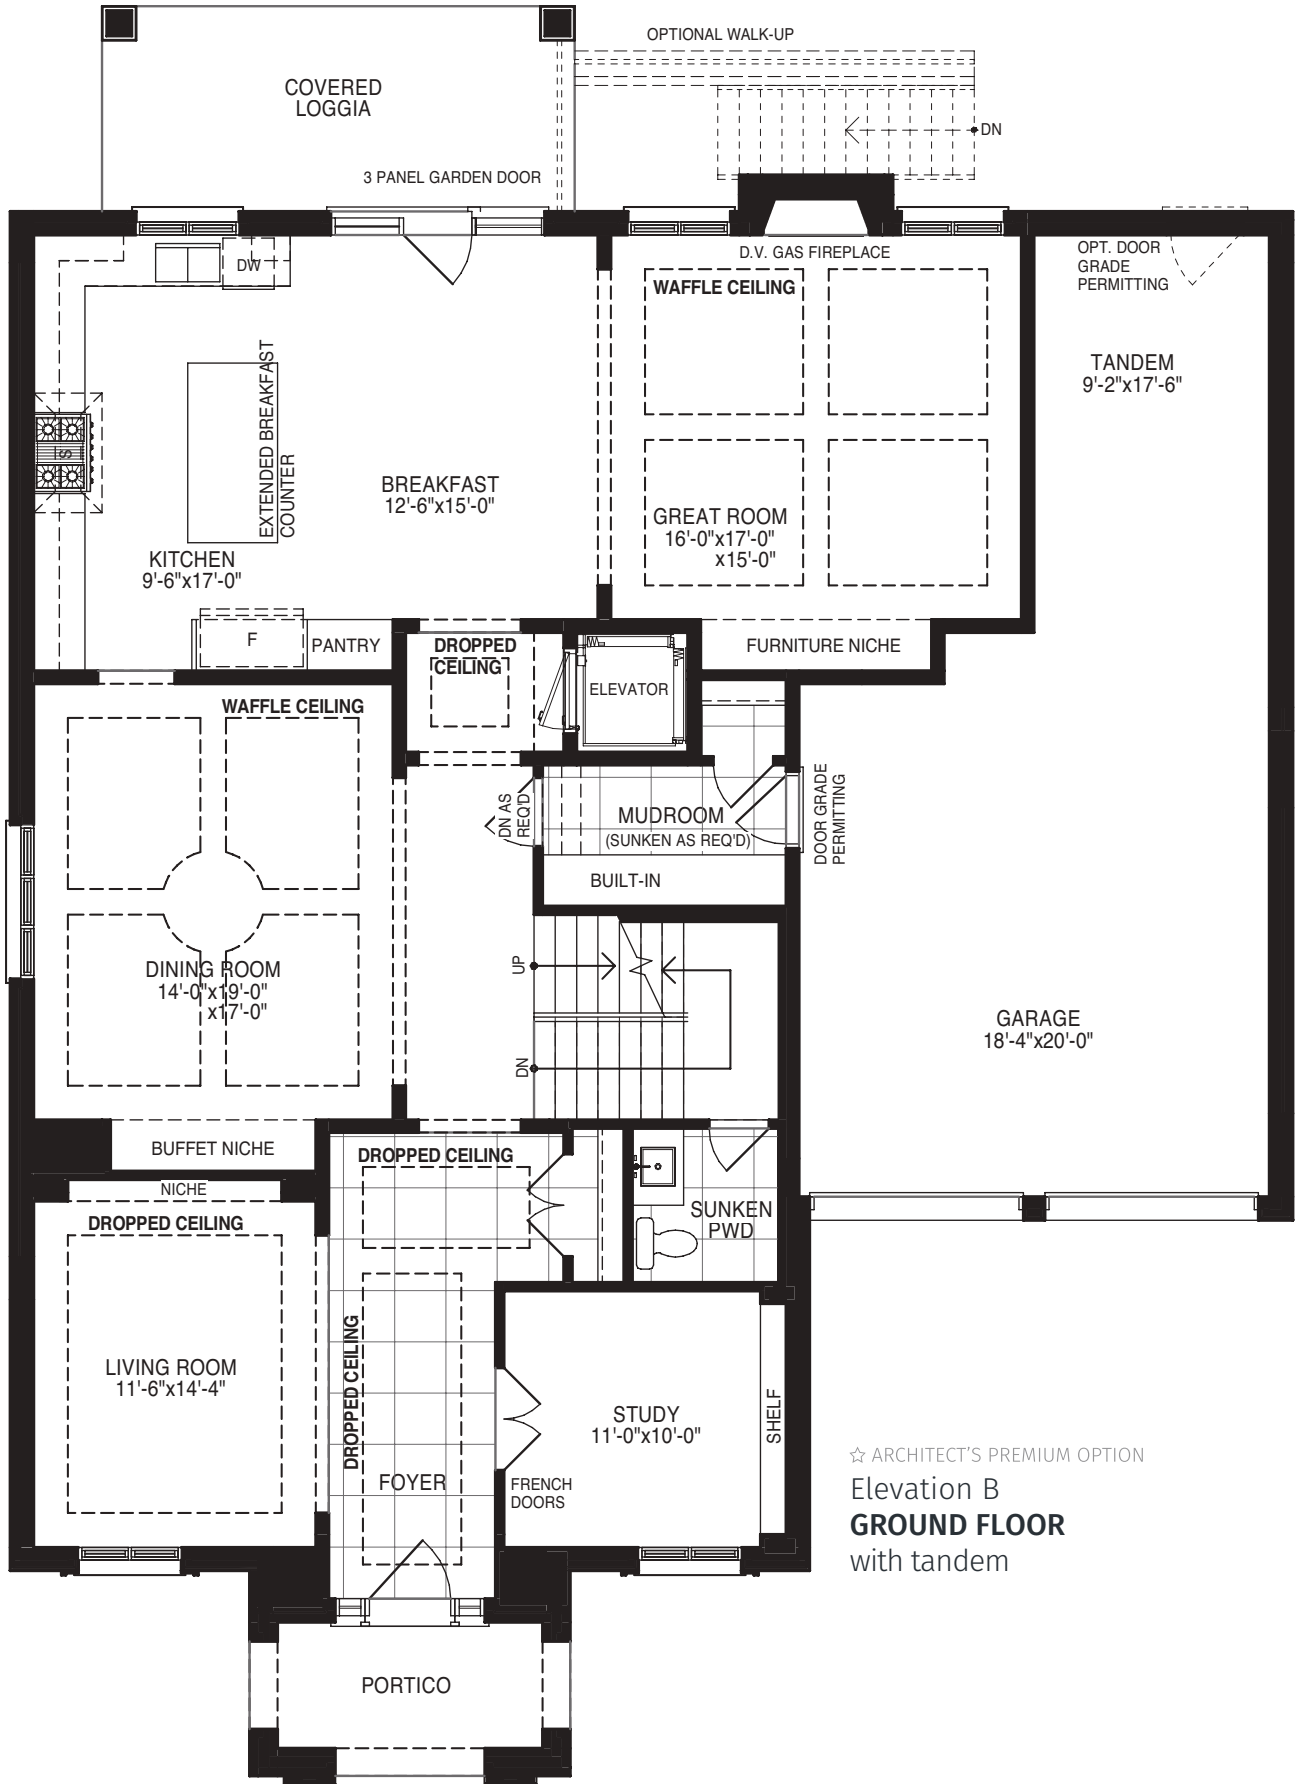 OPTIONAL WALK-UP
COVERED
LOGGIA
DN
3 PANEL GARDEN DOOR
DW
D.V. GAS FIREPLACE
OPT. DOOR
GRADE
PERMITTING
WAFFLE CEILING
TANDEM
9'-2"x17'-6"
EXTENDED BREAKFAST
COUNTER
S
BREAKFAST
12'-6"x15'-0"
GREAT ROOM
16'-0"x17'-0"
x15'-0"
KITCHEN
9'-6"x17'-0"
F
PANTRY
DROPPED
CEILING
FURNITURE NICHE
ELEVATOR
WAFFLE CEILING
DN AS
REQ'D
MUDROOM
(SUNKEN AS REQ'D)
DOOR GRADE
PERMITTING
BUILT-IN
DINING ROOM
14'-0"x19'-0"
x17'-0"
UP
DN
GARAGE
18'-4"x20'-0"
BUFFET NICHE
DROPPED CEILING
NICHE
DROPPED CEILING
SUNKEN
PWD
LIVING ROOM
11'-6"x14'-4"
DROPPED CEILING
FOYER
STUDY
11'-0"x10'-0"
SHELF
FRENCH
DOORS
☆ ARCHITECT'S PREMIUM OPTION
Elevation B
GROUND FLOOR
with tandem
PORTICO